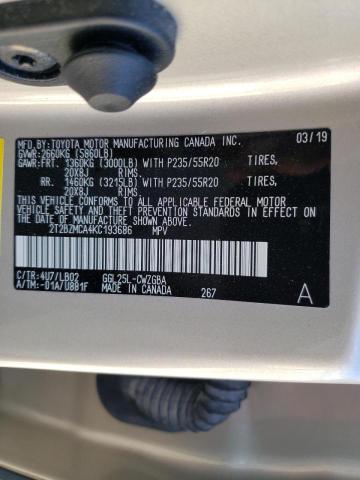 MFD.BY:TOYOTA MOTOR MANUFACTURING CANADA INC. 03/19
GVWR:2660KG (5860LB)
GAWR: FRT. 1360KG (3000LB) WITH P235/55R20 TIRES,
20X8J RIMS.
RR. 1460KG (3215LB) WITH P235/55R20 TIRES,
20X8J RIMS.
THIS VEHICLE CONFORMS TO ALL APPLICABLE FEDERAL MOTOR
VEHICLE SAFETY STANDARDS IN EFFECT ON THE DATE OF
MANUFACTURE SHOWN ABOVE.
2T2BZMCA4KC193686 MPV
C/TR:4U7/LB02 GGL25L-CWZGBA
A/TM:-01A/U881F MADE IN CANADA 267 A